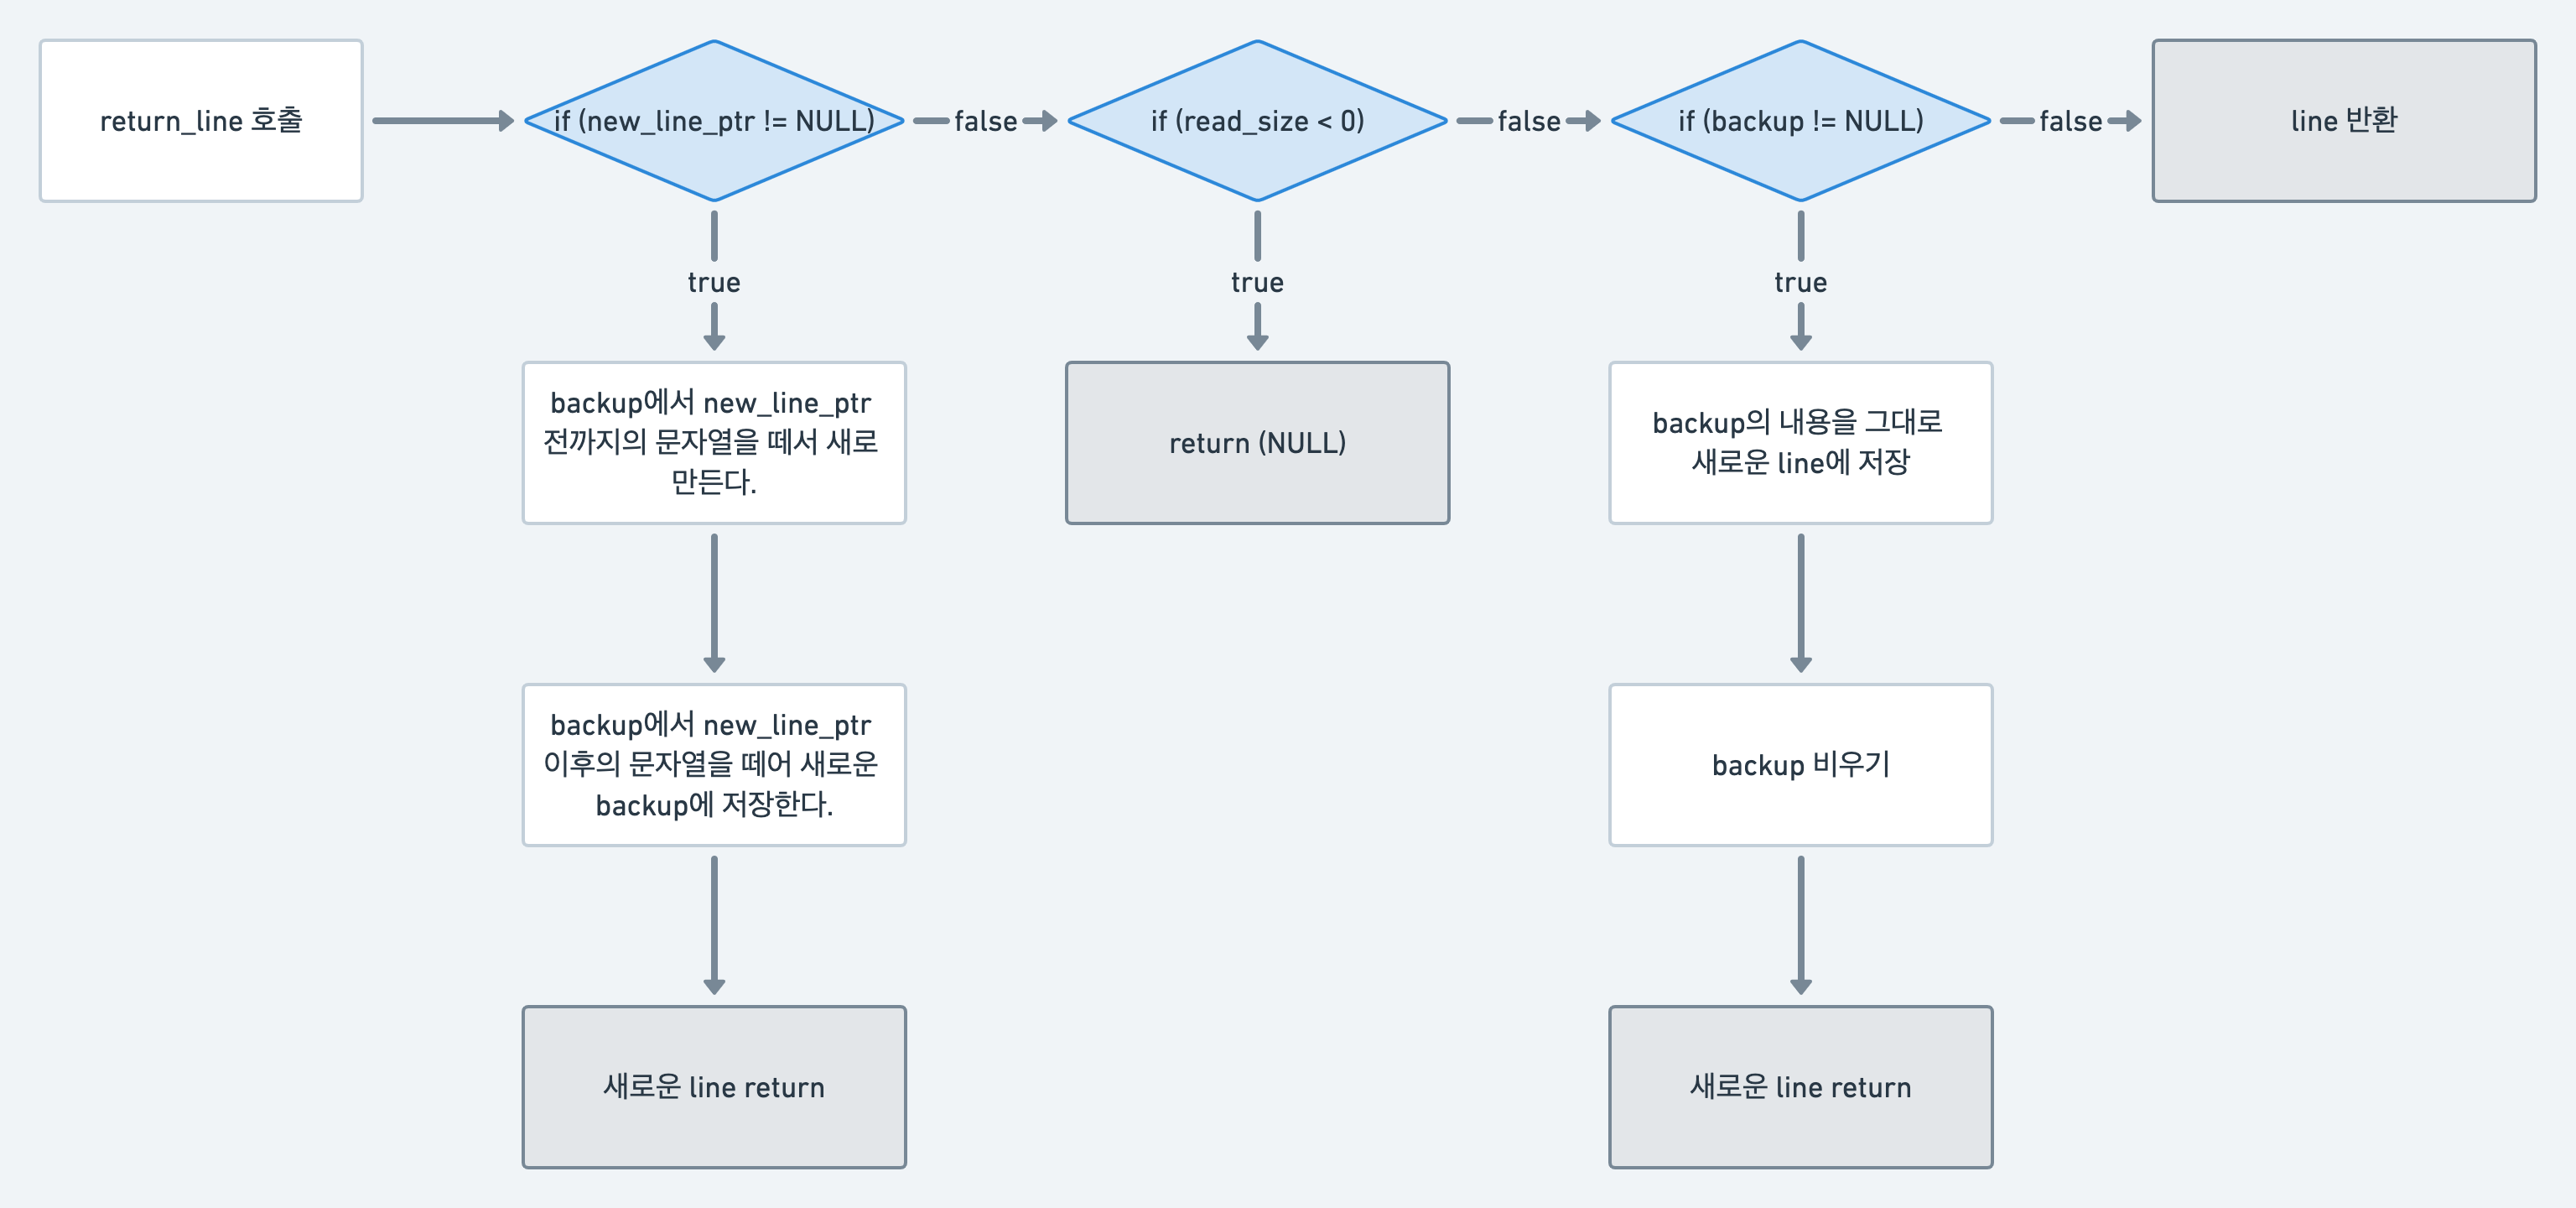 return_line 호출
if (new_line_ptr != NULL)
false
if (read_size < 0)
false
if (backup != NULL)
false
line 반환
true
true
true
backup에서 new_line_ptr
전까지의 문자열을 떼서 새로
만든다.
return (NULL)
backup의 내용을 그대로
새로운 line에 저장
backup에서 new_line_ptr
이후의 문자열을 떼어 새로운
backup에 저장한다.
backup 비우기
새로운 line return
새로운 line return